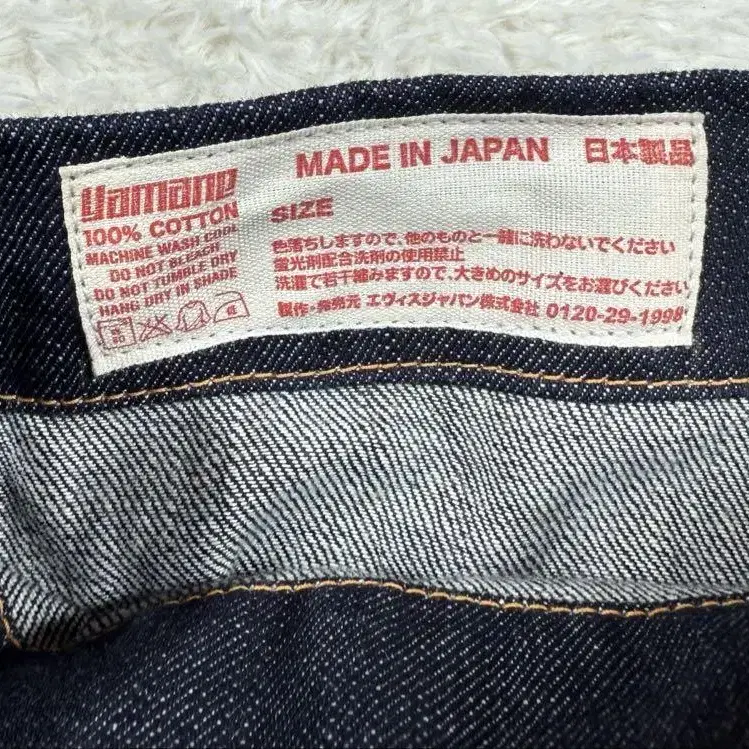 yamane
100% COTTON
MACHINE WASH COOL
DO NOT BLEACH
DO NOT TUMBLE DRY
HANG DRY IN SHADE
MADE IN JAPAN 日本製品
SIZE
色落ちしますので、他のものと一緒に洗わないでください
蛍光剤配合洗剤の使用禁止
洗濯で若干縮みますので、大きめのサイズをお選びください
製作・発売元 エヴィスジャパン株式会社 0120-29-1998